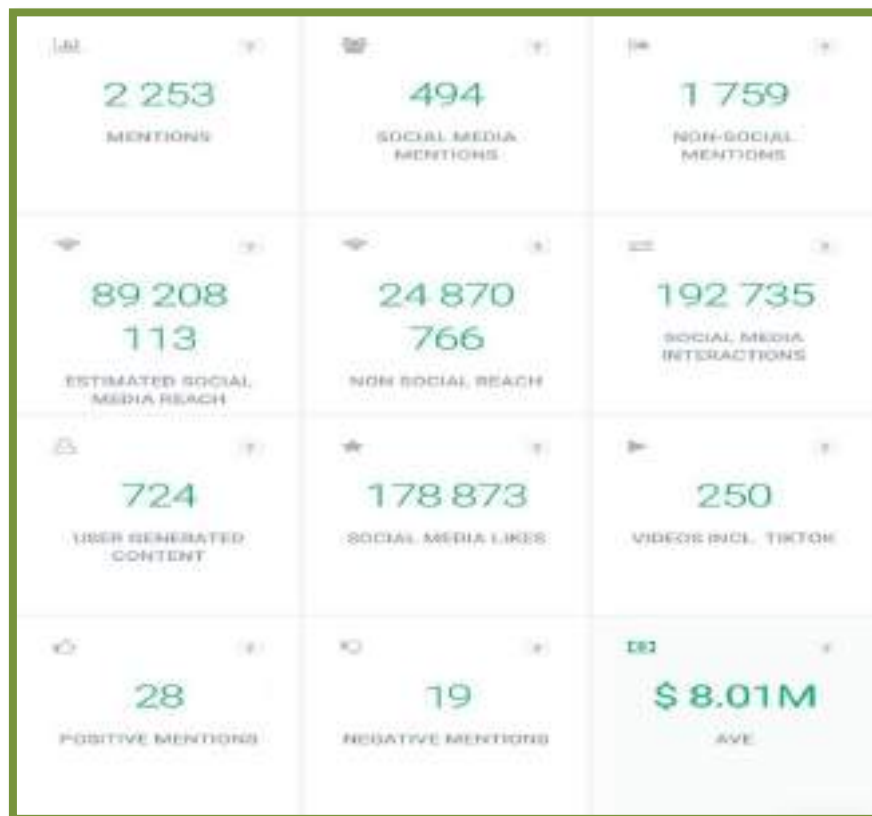 2 253
MENTIONS
494
SOCIAL MEDIA
MENTIONS
1 759
NON-SOCIAL
MENTIONS
89 208
113
ESTIMATED SOCIAL
MEDIA REACH
24 870
766
NON SOCIAL REACH
192 735
SOCIAL MEDIA
INTERACTIONS
724
USER GENERATED
CONTENT
178 873
SOCIAL MEDIA LIKES
250
VIDEOS INCL. TIKTOK
28
POSITIVE MENTIONS
19
NEGATIVE MENTIONS
$ 8.01M
AVE